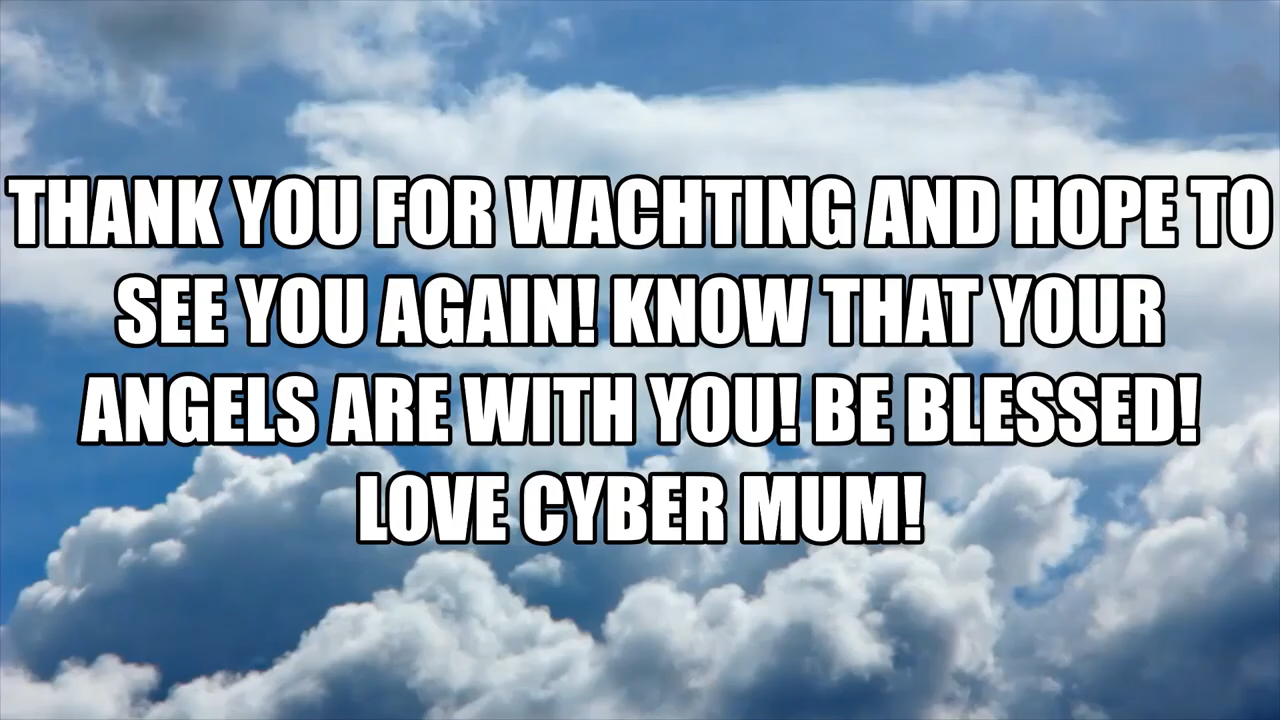 THANK YOU FOR WACHTING AND HOPE TO
SEE YOU AGAIN! KNOW THAT YOUR
ANGELS ARE WITH YOU! BE BLESSED!
LOVE CYBER MUM!